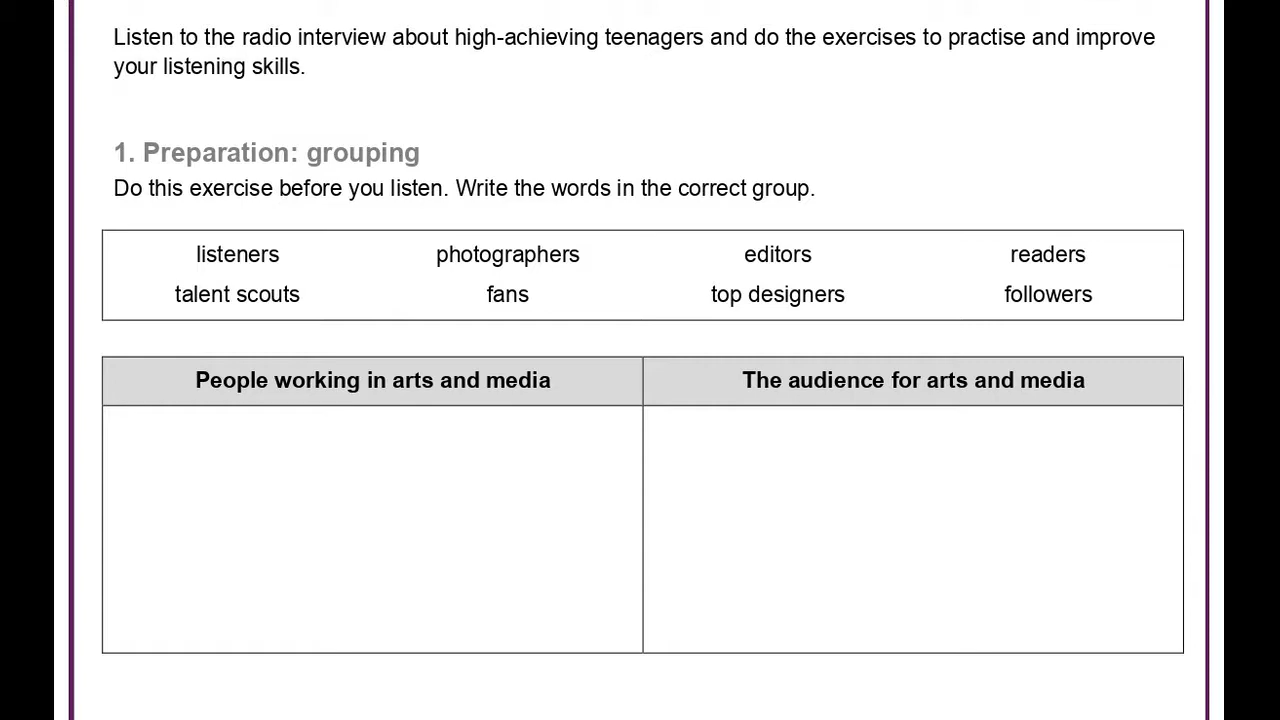 Listen to the radio interview about high-achieving teenagers and do the exercises to practise and improve
your listening skills.
1. Preparation: grouping
Do this exercise before you listen. Write the words in the correct group.
listeners photographers editors readers
talent scouts fans top designers followers
People working in arts and media The audience for arts and media